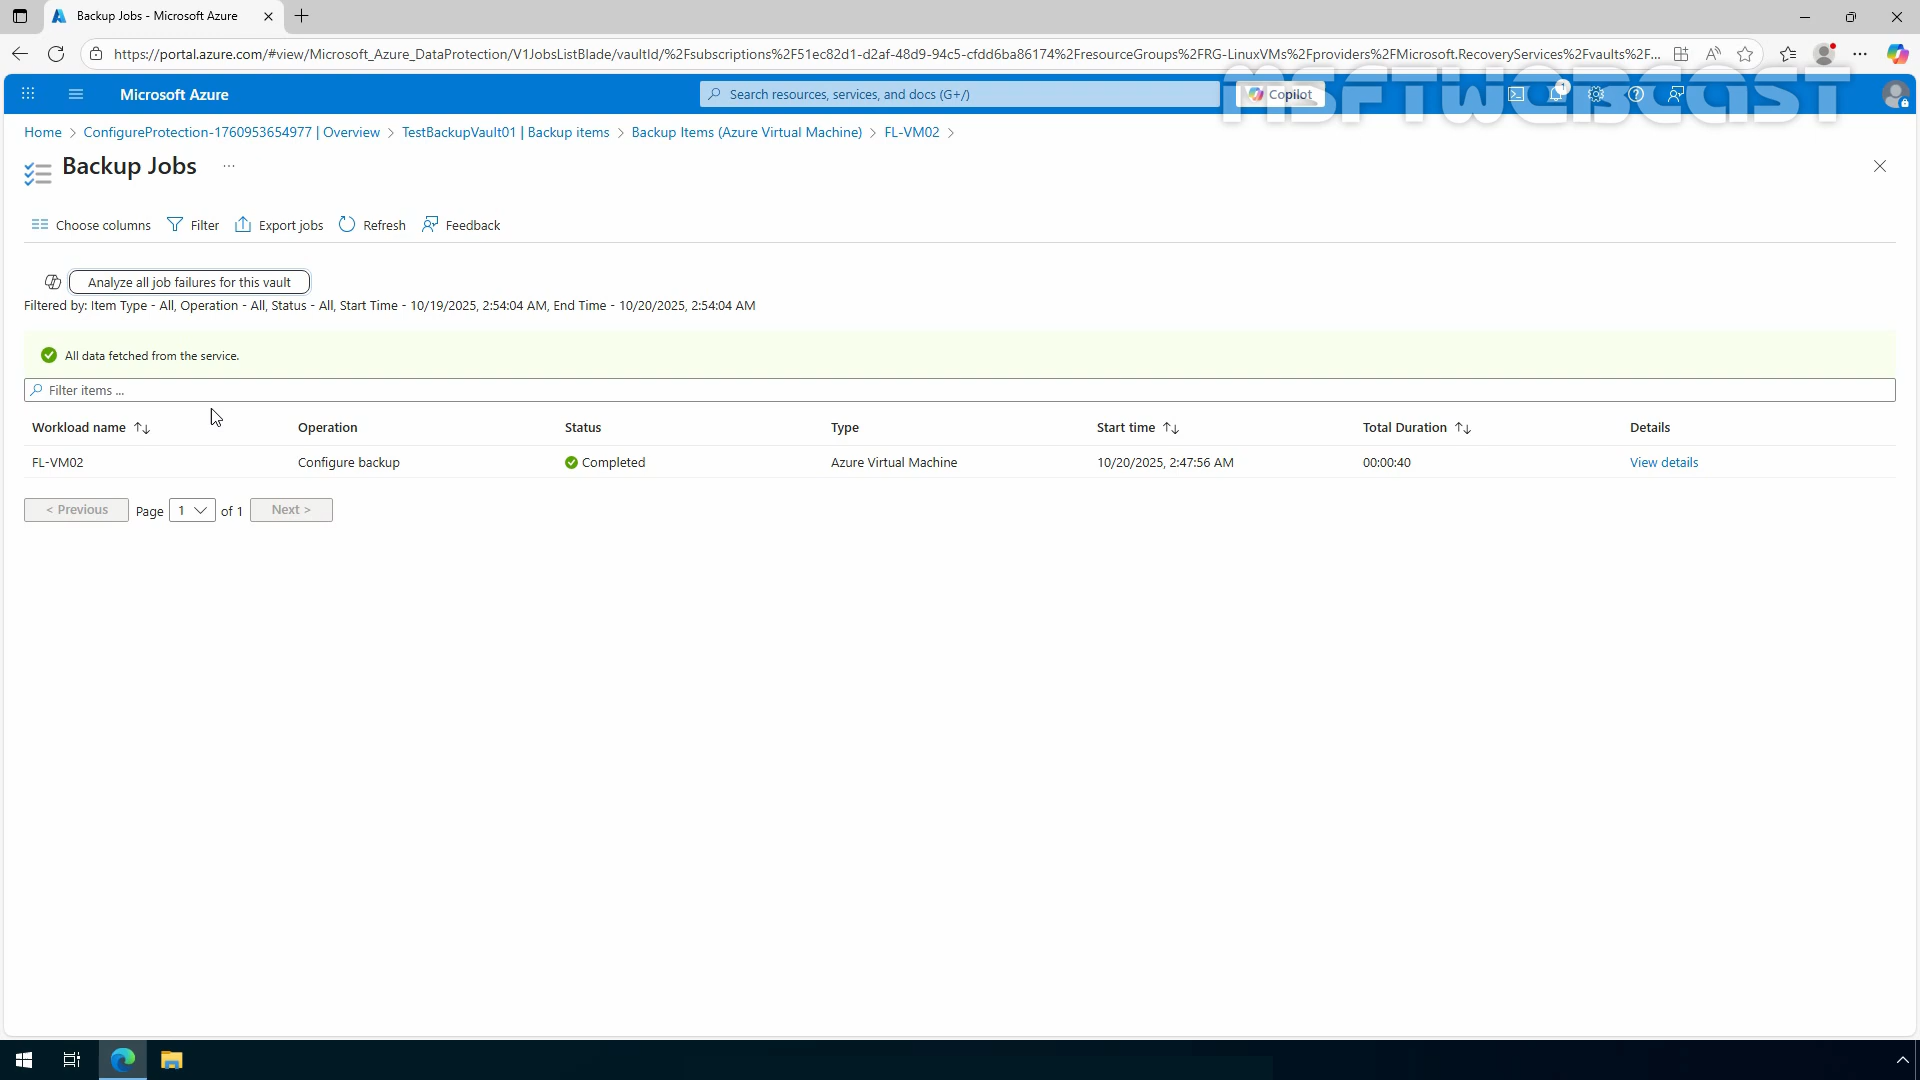 Backup Jobs - Microsoft Azure
https://portal.azure.com/#view/Microsoft_Azure_DataProtection/V1JobsListBlade/vaultId/%2Fsubscriptions%2F51ec82d1-d2af-48d9-94c5-cfdd6ba86174%2FresourceGroups%2FRG-LinuxVMs%2Fproviders%2FMicrosoft.RecoveryServices%2Fvaults%2F...
MSFTWEBCAST
Microsoft Azure Search resources, services, and docs (G+/) Copilot 1
Home > ConfigureProtection-1760953654977 | Overview > TestBackupVault01 | Backup items > Backup Items (Azure Virtual Machine) > FL-VM02 >
Backup Jobs ...
Choose columns Filter Export jobs Refresh Feedback
Analyze all job failures for this vault
Filtered by: Item Type - All, Operation - All, Status - All, Start Time - 10/19/2025, 2:54:04 AM, End Time - 10/20/2025, 2:54:04 AM
All data fetched from the service.
Filter items ...
Workload name Operation Status Type Start time Total Duration Details
FL-VM02 Configure backup Completed Azure Virtual Machine 10/20/2025, 2:47:56 AM 00:00:40 View details
< Previous Page 1 of 1 Next >